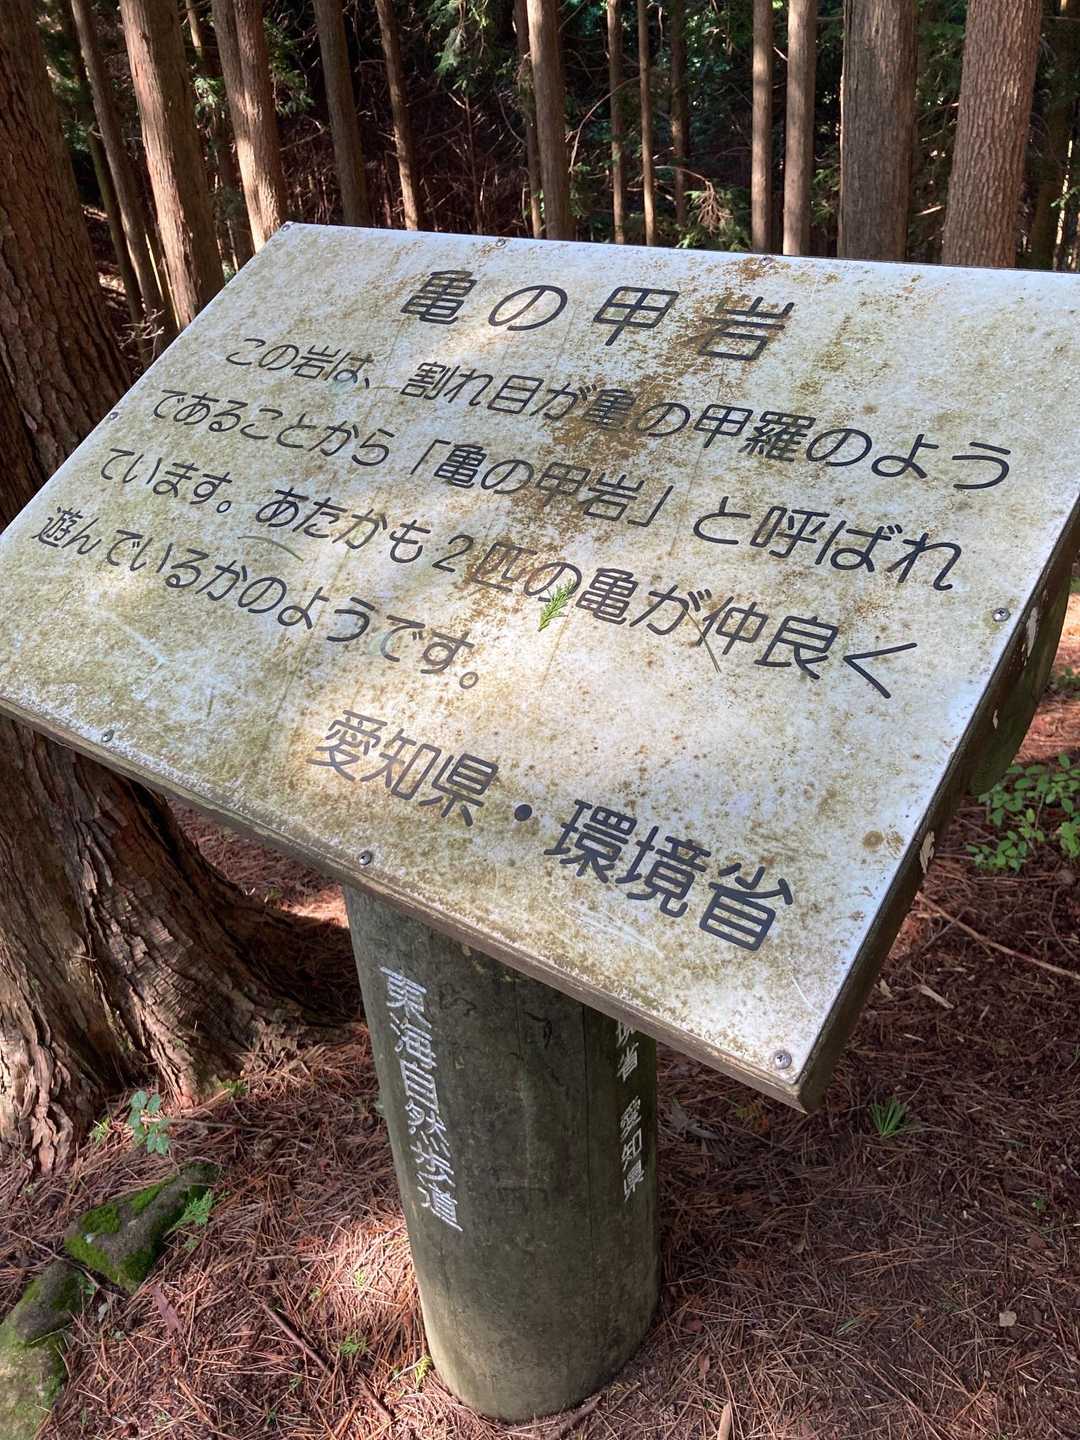 亀の甲岩
この岩は、割れ目が亀の甲羅のよう
であることから「亀の甲岩」と呼ばれ
ています。あたかも２匹の亀が仲良く
遊んでいるかのようです。
愛知県・環境省
東海自然歩道
省 愛知県